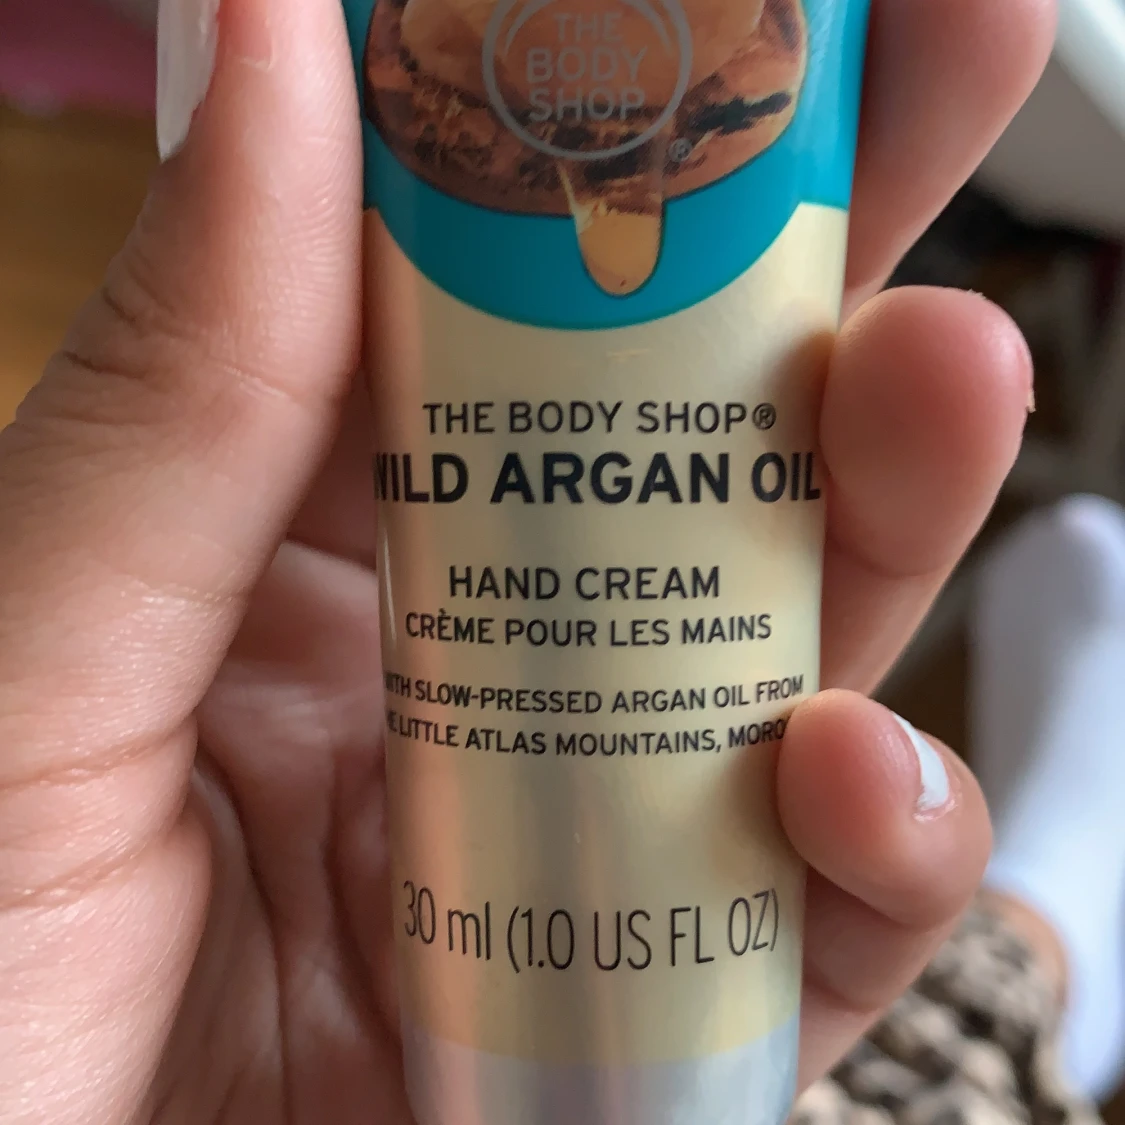 THE
BODY
SHOP
®
THE BODY SHOP®
WILD ARGAN OIL
HAND CREAM
CRÈME POUR LES MAINS
WITH SLOW-PRESSED ARGAN OIL FROM
LITTLE ATLAS MOUNTAINS,
30 ml (1.0 US FL OZ)